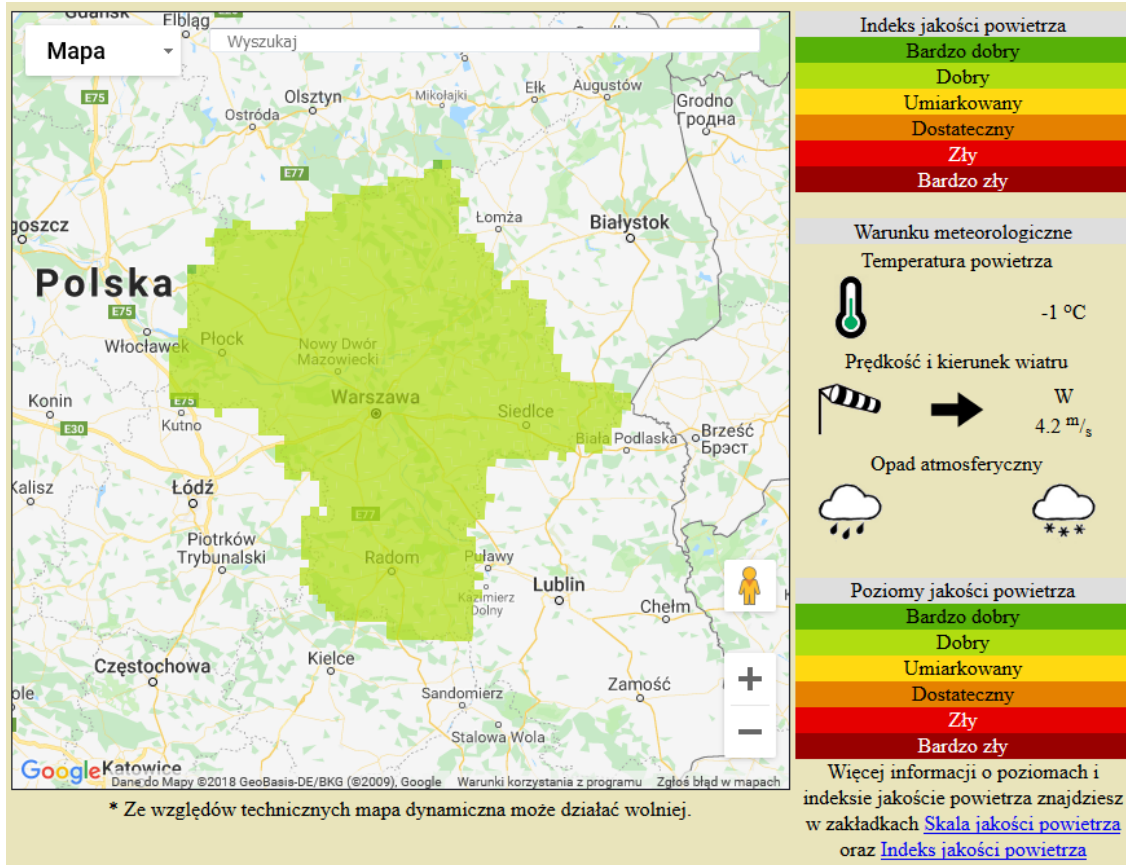 Gdańsk
Elbląg
Mapa
Wyszukaj
E75
Olsztyn
Mikołajki
Ełk
Augustów
Ostróda
Grodno
Гродна
E77
Łomża
Białystok
goszcz
Polska
E75
Włocławek
Płock
Nowy Dwór
Mazowiecki
Warszawa
Konin
E75
Siedlce
E30
Kutno
Biała Podlaska
Brześć
Брэст
Kalisz
Łódź
E77
Piotrków
Trybunalski
Radom
Puławy
Lublin
Kazimierz
Dolny
Chełm
Kielce
Częstochowa
Zamość
ole
Sandomierz
Stalowa Wola
Google
Katowice
Dane do Mapy ©2018 GeoBasis-DE/BKG (©2009), Google
Warunki korzystania z programu
Zgłoś błąd w mapach
* Ze względów technicznych mapa dynamiczna może działać wolniej.
Indeks jakości powietrza
Bardzo dobry
Dobry
Umiarkowany
Dostateczny
Zły
Bardzo zły
Warunku meteorologiczne
Temperatura powietrza
-1 °C
Prędkość i kierunek wiatru
W
4.2 m/s
Opad atmosferyczny
Poziomy jakości powietrza
Bardzo dobry
Dobry
Umiarkowany
Dostateczny
Zły
Bardzo zły
Więcej informacji o poziomach i
indeksie jakoście powietrza znajdziesz
w zakładkach Skala jakości powietrza
oraz Indeks jakości powietrza